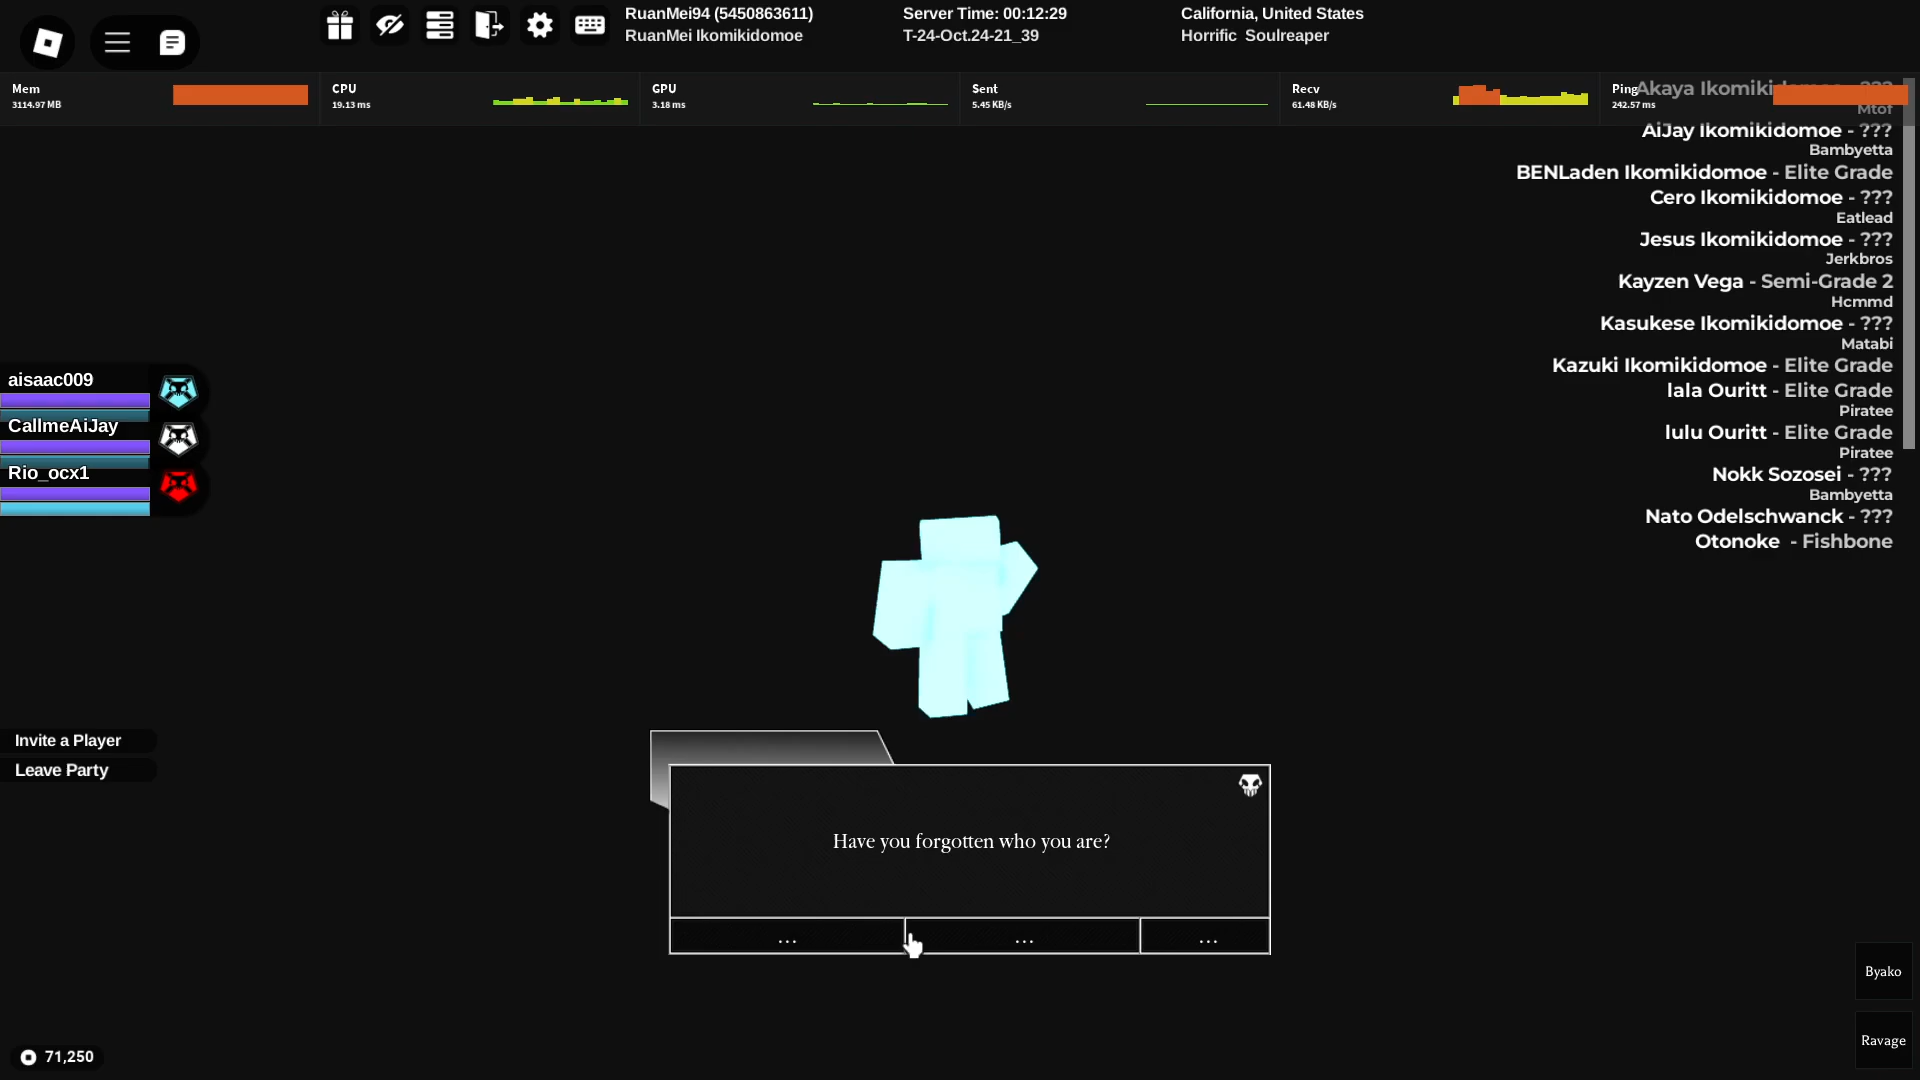 RuanMei94 (5450863611)
RuanMei Ikomikidomoe
Server Time: 00:12:29
T-24-Oct.24-21_39
California, United States
Horrific Soulreaper
Mem
3114.97 MB
CPU
19.13 ms
GPU
3.18 ms
Sent
5.45 KB/s
Recv
61.48 KB/s
Ping
242.57 ms
Akaya Ikomikidomoe - ???
Mtof
AiJay Ikomikidomoe - ???
Bambyetta
BENLaden Ikomikidomoe - Elite Grade
Cero Ikomikidomoe - ???
Eatlead
Jesus Ikomikidomoe - ???
Jerkbros
Kayzen Vega - Semi-Grade 2
Hcmmd
Kasukese Ikomikidomoe - ???
Matabi
Kazuki Ikomikidomoe - Elite Grade
lala Ouritt - Elite Grade
Piratee
lulu Ouritt - Elite Grade
Piratee
Nokk Sozosei - ???
Bambyetta
Nato Odelschwanck - ???
Otonoke - Fishbone
aisaac009
CallmeAiJay
Rio_ocx1
Invite a Player
Leave Party
Have you forgotten who you are?
... ... ...
Byako
Ravage
71,250